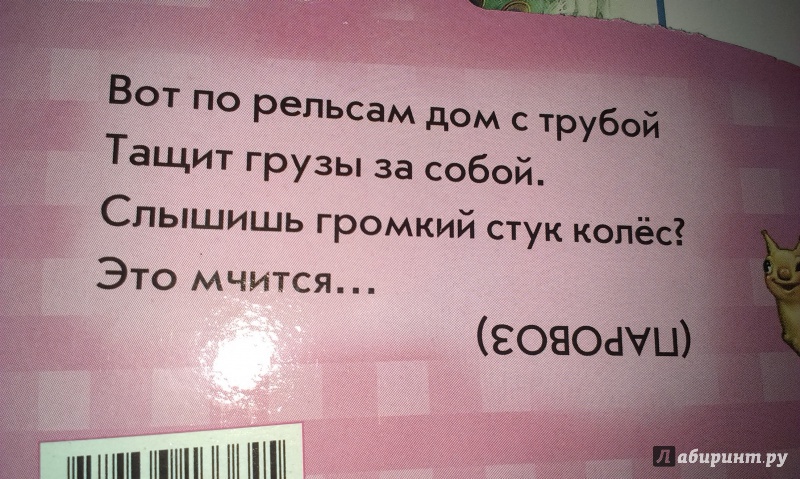 Вот по рельсам дом с трубой
Тащит грузы за собой.
Слышишь громкий стук колёс?
Это мчится...
(ПАРОВОЗ)
Лабиринт.ру